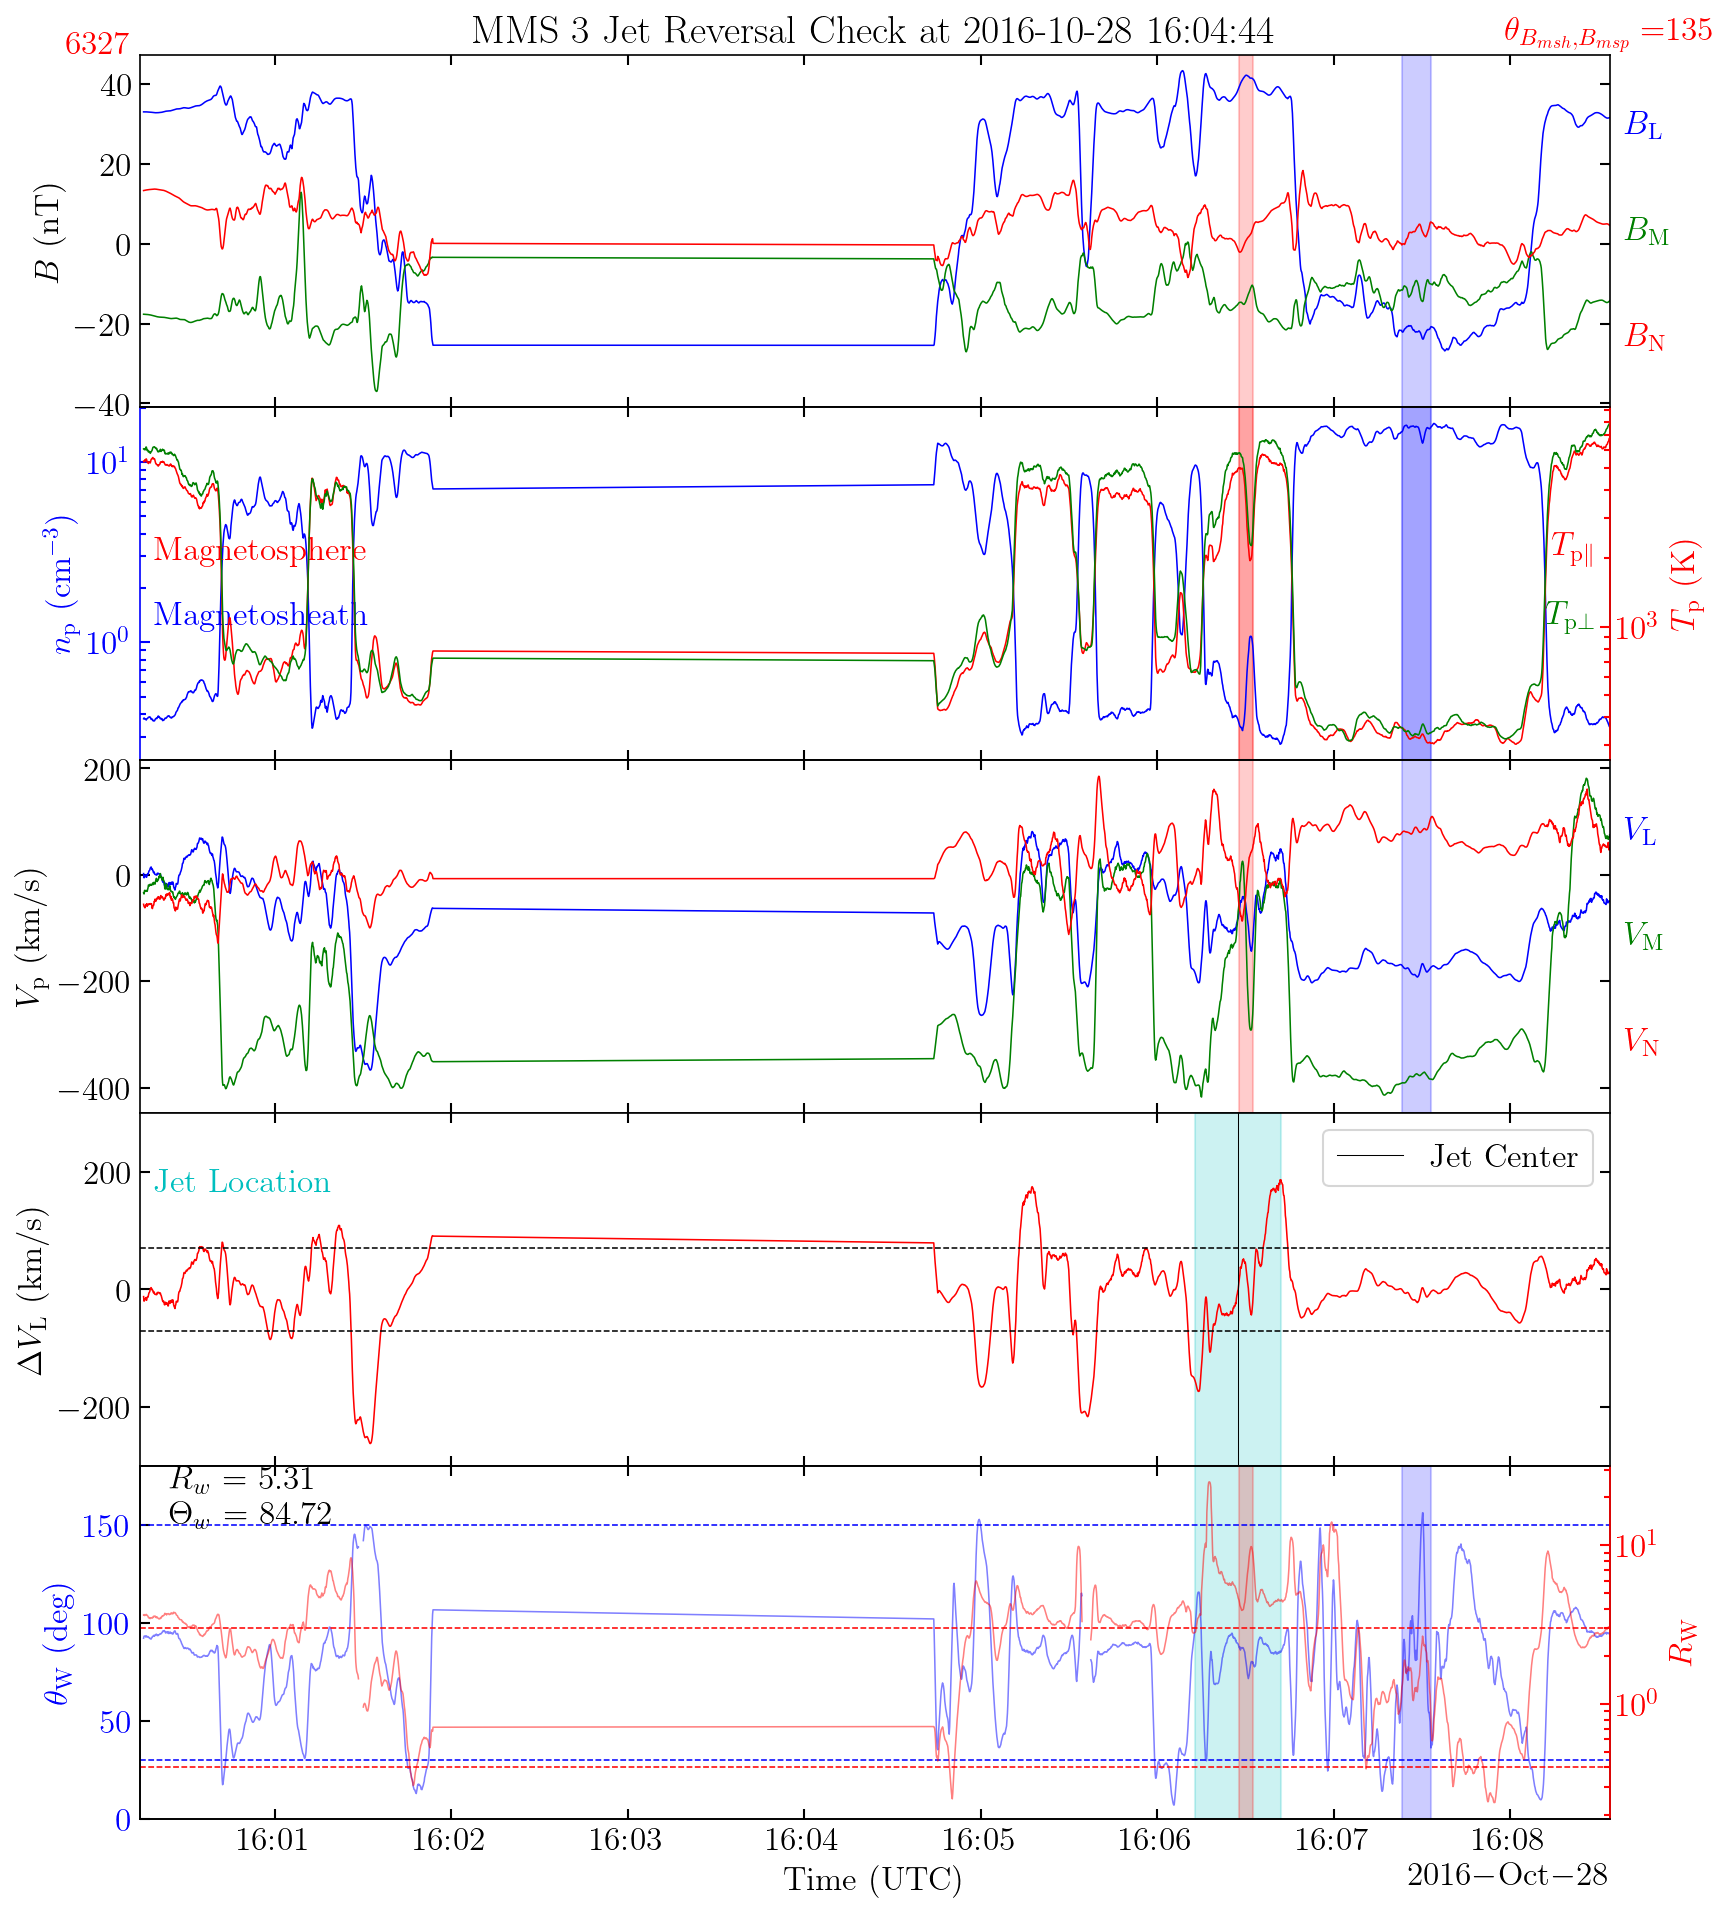 MMS 3 Jet Reversal Check at 2016-10-28 16:04:44
6327
θ_{B_{msh},B_{msp}} =135
40
20
0
−20
−40
B (nT)
B_L
B_M
B_N
10^1
10^0
n_p (cm^{−3})
Magnetosphere
Magnetosheath
T_{p∥}
T_{p⊥}
10^3
T_p (K)
200
0
−200
−400
V_p (km/s)
V_L
V_M
V_N
200
0
−200
ΔV_L (km/s)
Jet Location
Jet Center
R_w = 5.31
Θ_w = 84.72
150
100
50
0
θ_W (deg)
10^1
10^0
R_W
16:01 16:02 16:03 16:04 16:05 16:06 16:07 16:08
Time (UTC)
2016−Oct−28